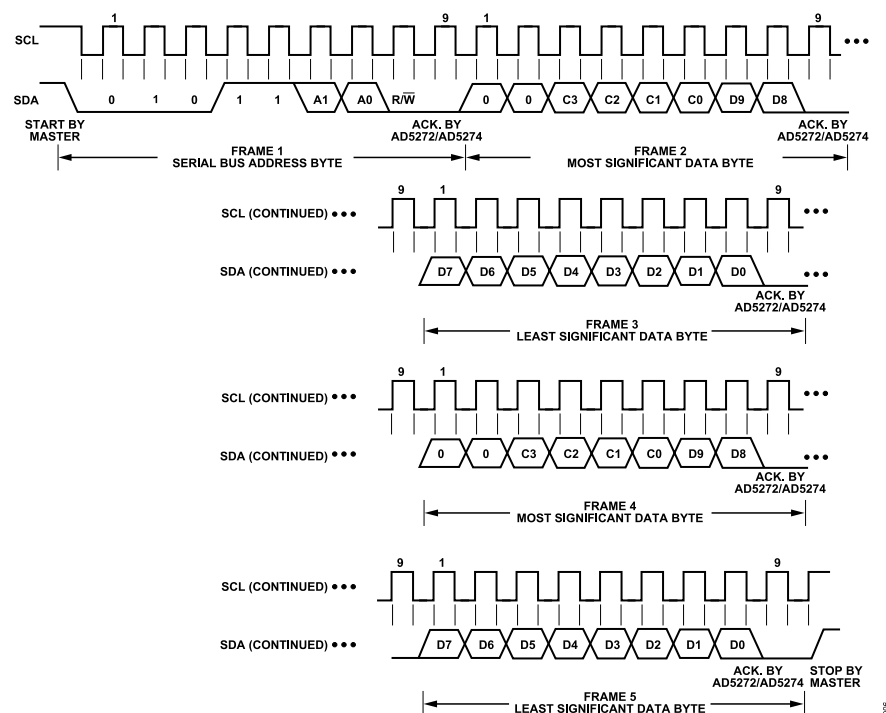 1 9 1 9
SCL
SDA 0 1 0 1 1 A1 A0 R/W̅ 0 0 C3 C2 C1 C0 D9 D8
START BY MASTER
ACK. BY AD5272/AD5274
ACK. BY AD5272/AD5274
FRAME 1
SERIAL BUS ADDRESS BYTE
FRAME 2
MOST SIGNIFICANT DATA BYTE
9 1 9
SCL (CONTINUED)
SDA (CONTINUED) D7 D6 D5 D4 D3 D2 D1 D0
ACK. BY
AD5272/AD5274
FRAME 3
LEAST SIGNIFICANT DATA BYTE
9 1 9
SCL (CONTINUED)
SDA (CONTINUED) 0 0 C3 C2 C1 C0 D9 D8
ACK. BY
AD5272/AD5274
FRAME 4
MOST SIGNIFICANT DATA BYTE
9 1 9
SCL (CONTINUED)
SDA (CONTINUED) D7 D6 D5 D4 D3 D2 D1 D0
ACK. BY
AD5272/AD5274
STOP BY
MASTER
FRAME 5
LEAST SIGNIFICANT DATA BYTE